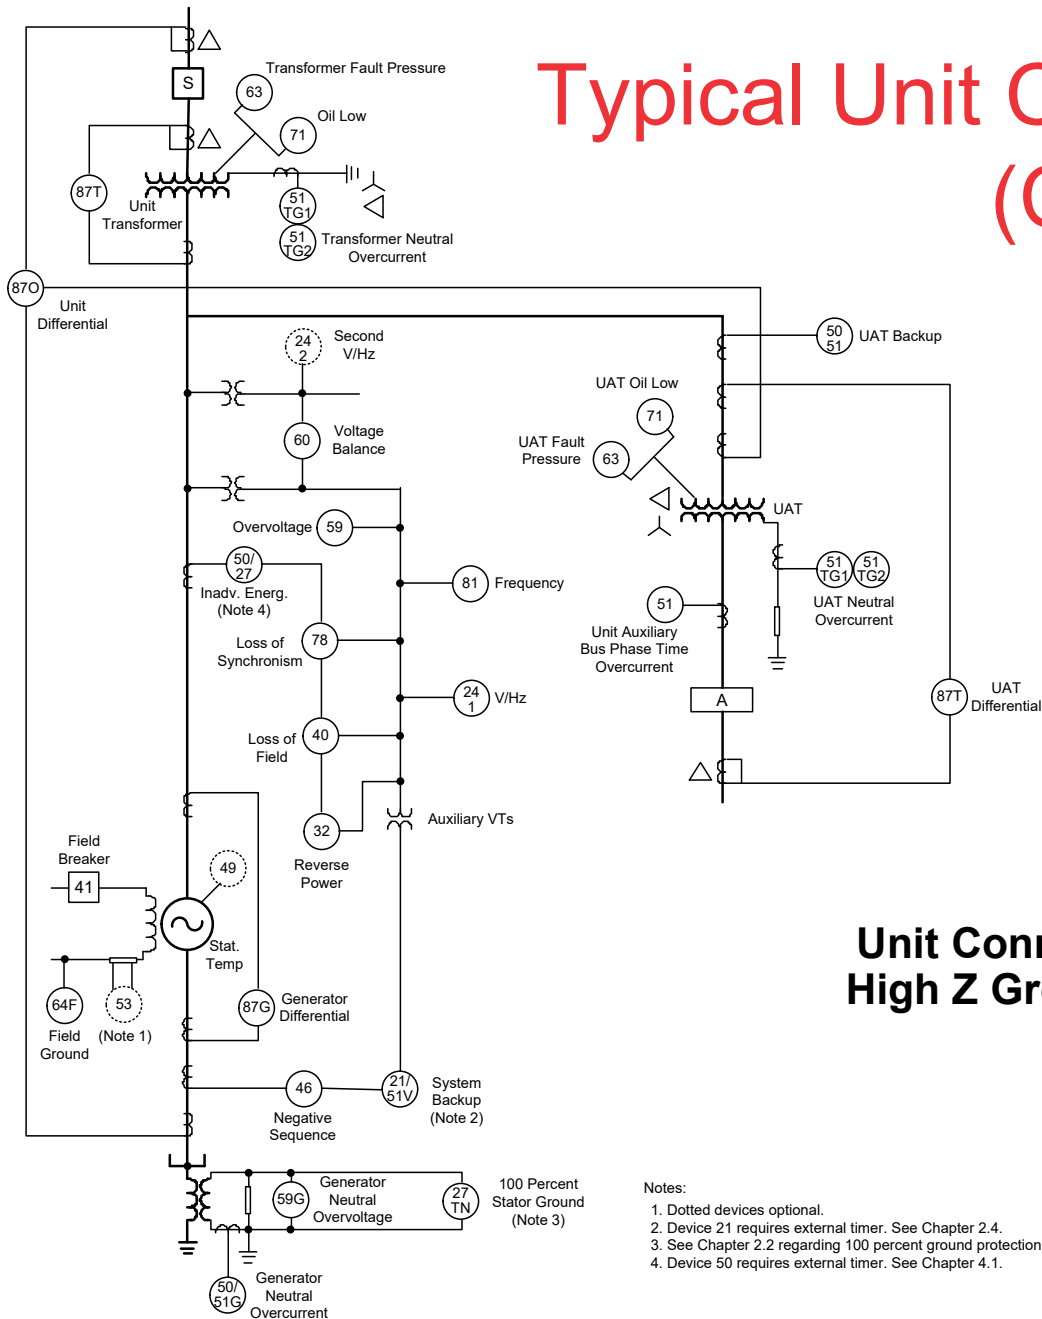 Typical Unit C
(C
S
Transformer Fault Pressure
63
Oil Low
71
87T
Unit
Transformer
51
TG1
51
TG2
Transformer Neutral
Overcurrent
87O
Unit
Differential
24
2
Second
V/Hz
60
Voltage
Balance
50
51
UAT Backup
UAT Oil Low
71
UAT Fault
Pressure
63
UAT
Overvoltage
59
50/
27
Inadv. Energ.
(Note 4)
81
Frequency
51
TG1
51
TG2
UAT Neutral
Overcurrent
51
Unit Auxiliary
Bus Phase Time
Overcurrent
Loss of
Synchronism
78
24
1
V/Hz
A
87T
UAT
Differential
Loss of
Field
40
32
Reverse
Power
Auxiliary VTs
Field
Breaker
41
49
Stat.
Temp
64F
Field
Ground
53
(Note 1)
87G
Generator
Differential
Unit Conn
High Z Gro
46
Negative
Sequence
21/
51V
System
Backup
(Note 2)
59G
Generator
Neutral
Overvoltage
27
TN
100 Percent
Stator Ground
(Note 3)
50/
51G
Generator
Neutral
Overcurrent
Notes:
1. Dotted devices optional.
2. Device 21 requires external timer. See Chapter 2.4.
3. See Chapter 2.2 regarding 100 percent ground protection
4. Device 50 requires external timer. See Chapter 4.1.